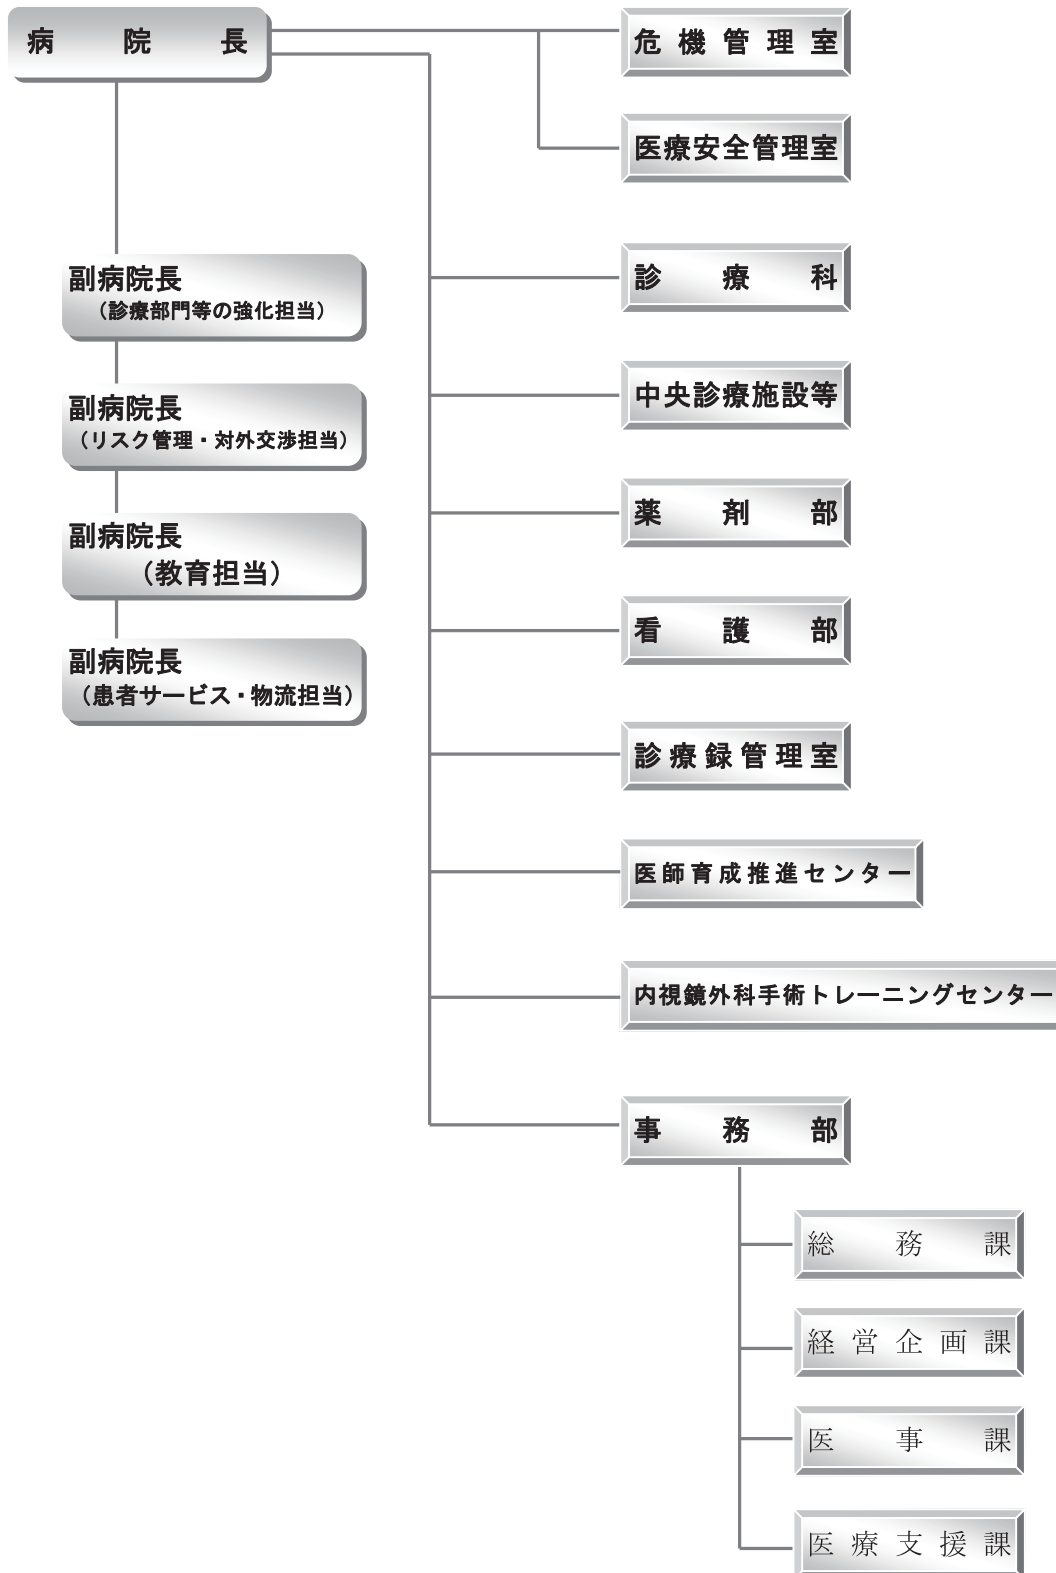 病院長
危機管理室
医療安全管理室
副病院長
（診療部門等の強化担当）
副病院長
（リスク管理・対外交渉担当）
副病院長
（教育担当）
副病院長
（患者サービス・物流担当）
診療科
中央診療施設等
薬剤部
看護部
診療録管理室
医師育成推進センター
内視鏡外科手術トレーニングセンター
事務部
総務課
経営企画課
医事課
医療支援課